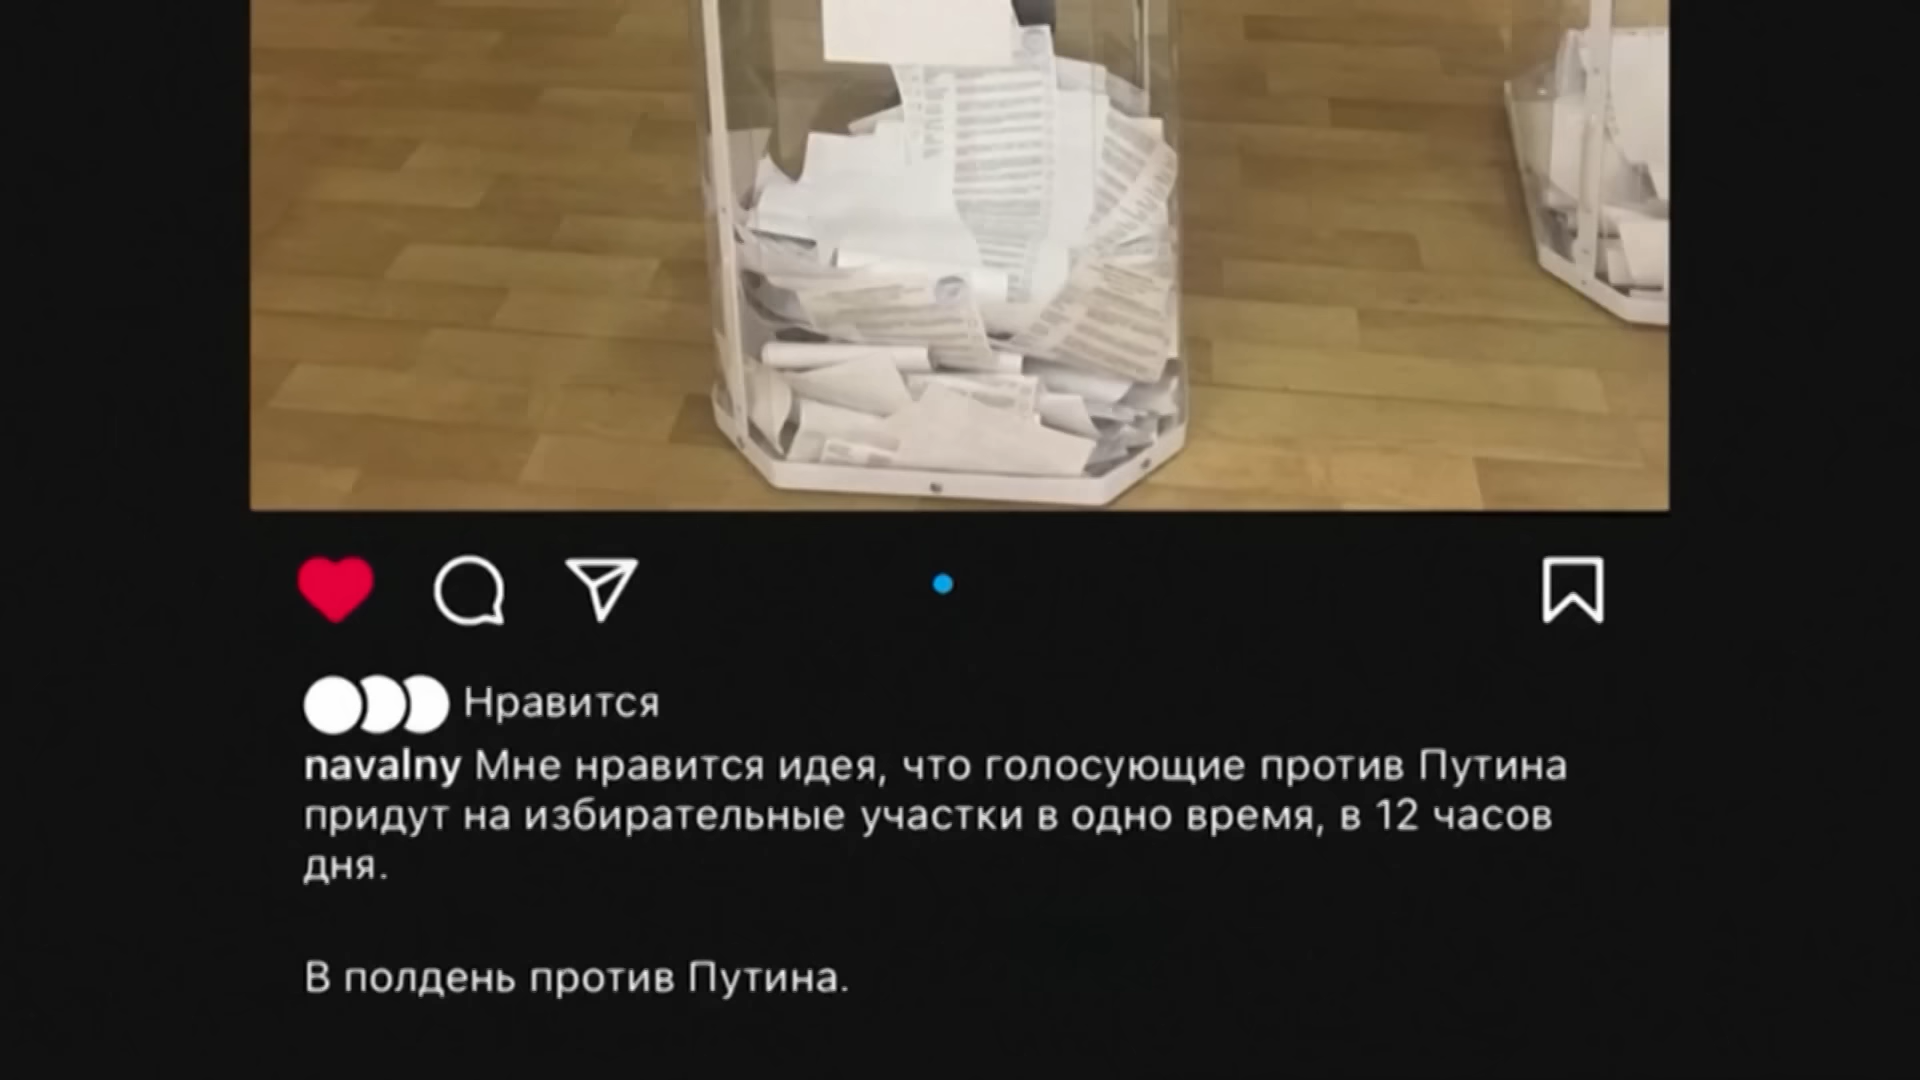 Нравится
navalny Мне нравится идея, что голосующие против Путина
придут на избирательные участки в одно время, в 12 часов
дня.
В полдень против Путина.